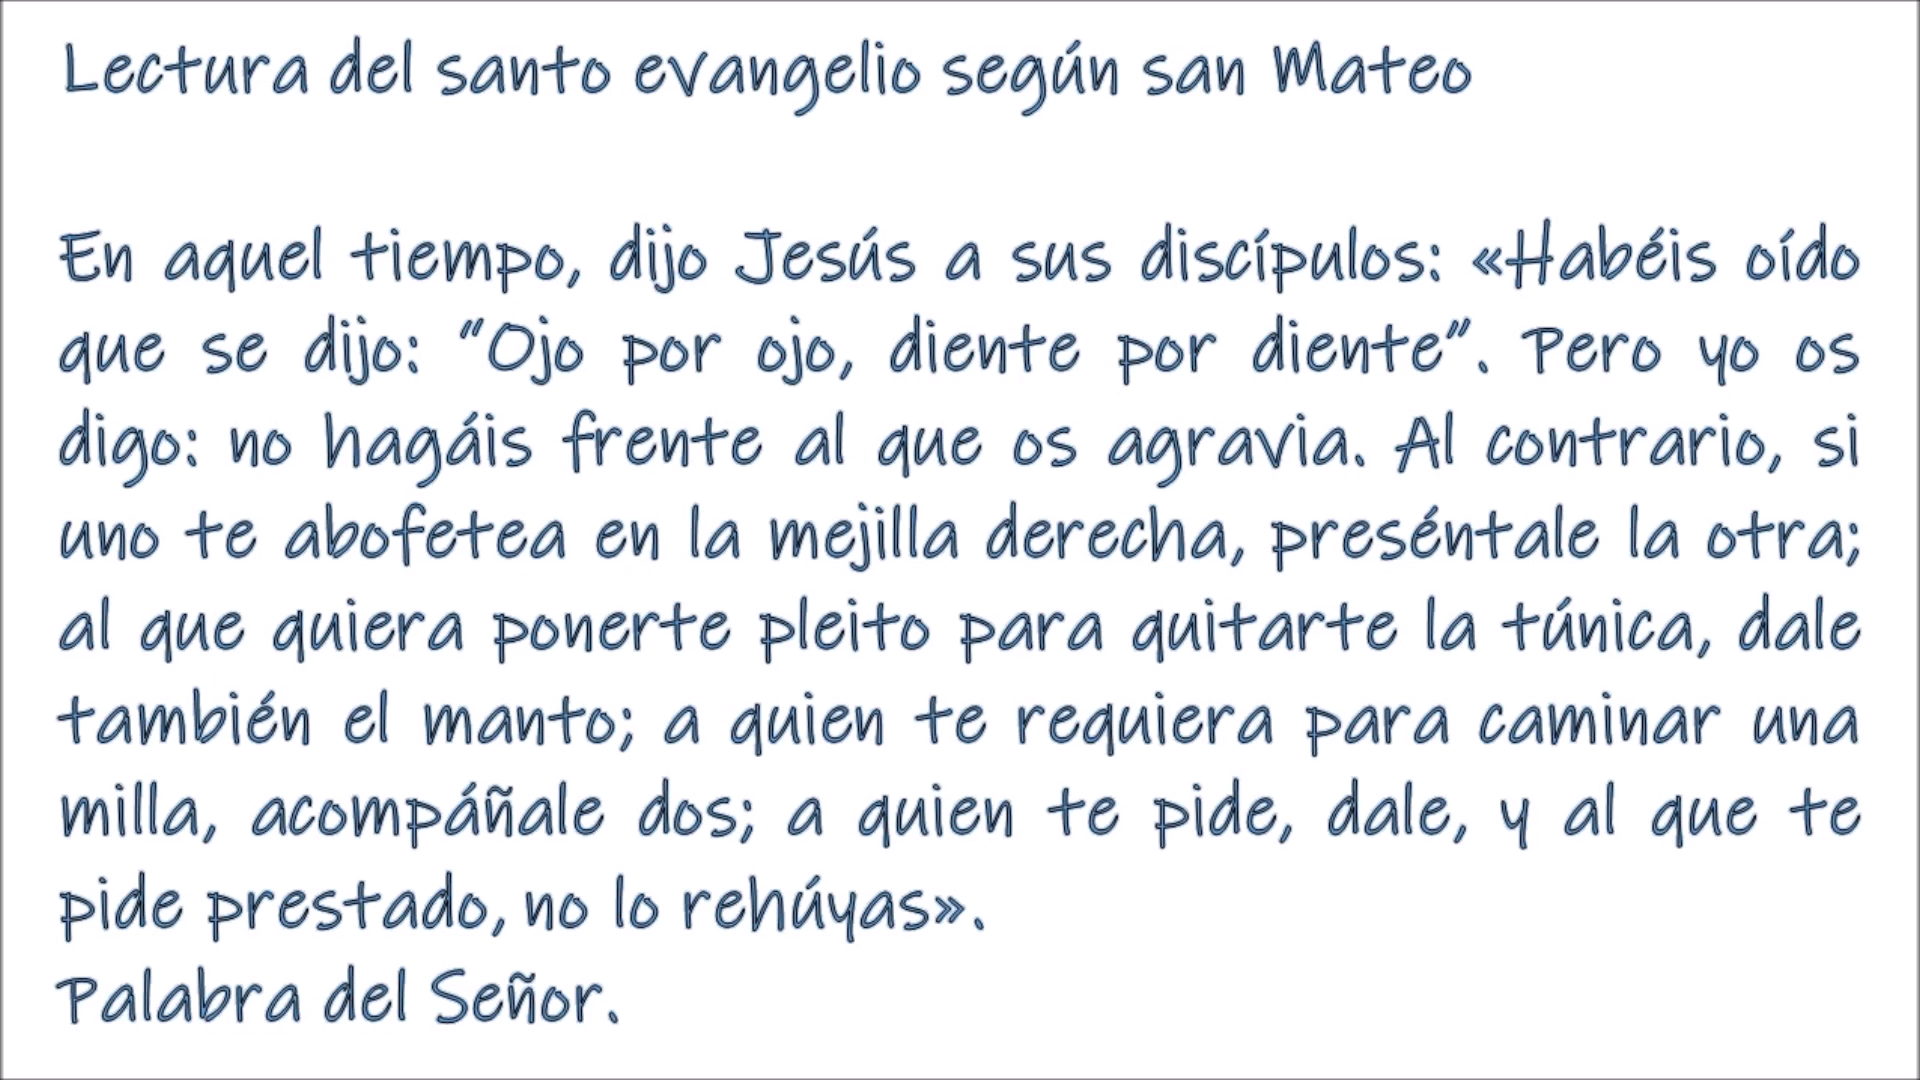 Lectura del santo evangelio según san Mateo
En aquel tiempo, dijo Jesús a sus discípulos: «Habéis oído
que se dijo: “Ojo por ojo, diente por diente”. Pero yo os
digo: no hagáis frente al que os agravia. Al contrario, si
uno te abofetea en la mejilla derecha, preséntale la otra;
al que quiera ponerte pleito para quitarte la túnica, dale
también el manto; a quien te requiera para caminar una
milla, acompáñale dos; a quien te pide, dale, y al que te
pide prestado, no lo rehúyas».
Palabra del Señor.